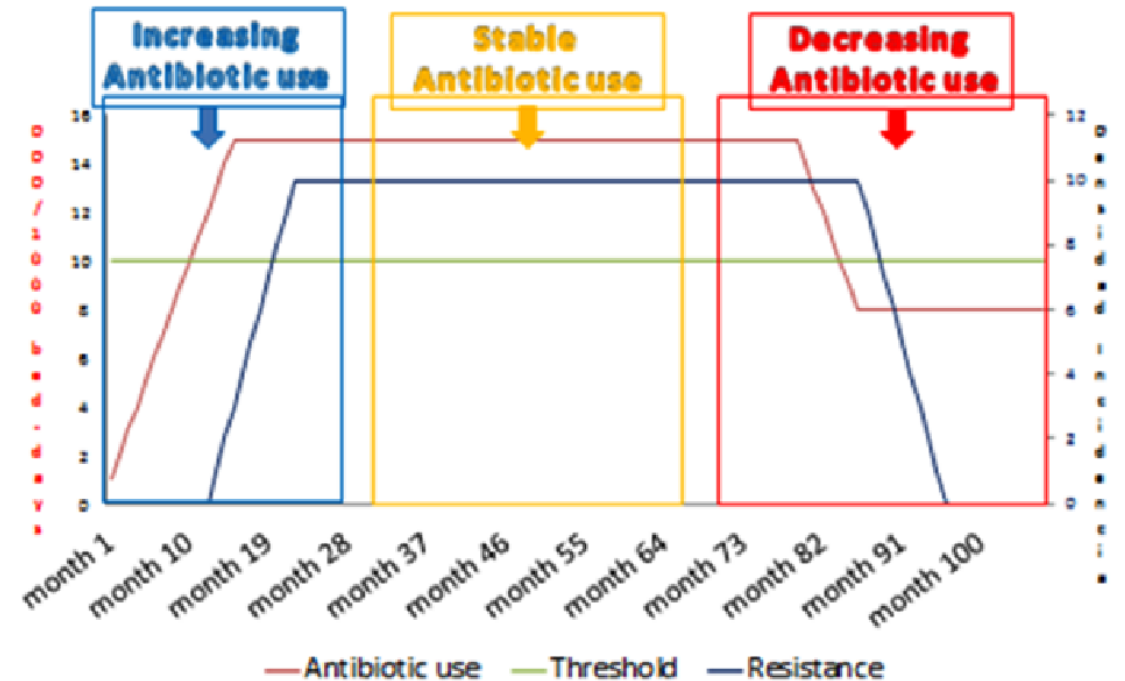 Increasing
Antibiotic use
Stable
Antibiotic use
Decreasing
Antibiotic use
16
14
12
10
8
6
4
2
0
12
10
8
6
4
2
0
month 1
month 10
month 19
month 28
month 37
month 46
month 55
month 64
month 73
month 82
month 91
month 100
Antibiotic use
Threshold
Resistance